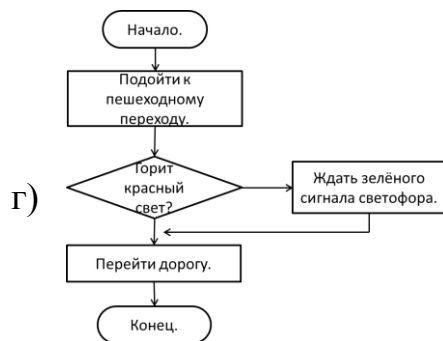 Начало.
Подойти к
пешеходному
переходу.
Горит
красный
свет?
Ждать зелёного
сигнала светофора.
г)
Перейти дорогу.
Конец.